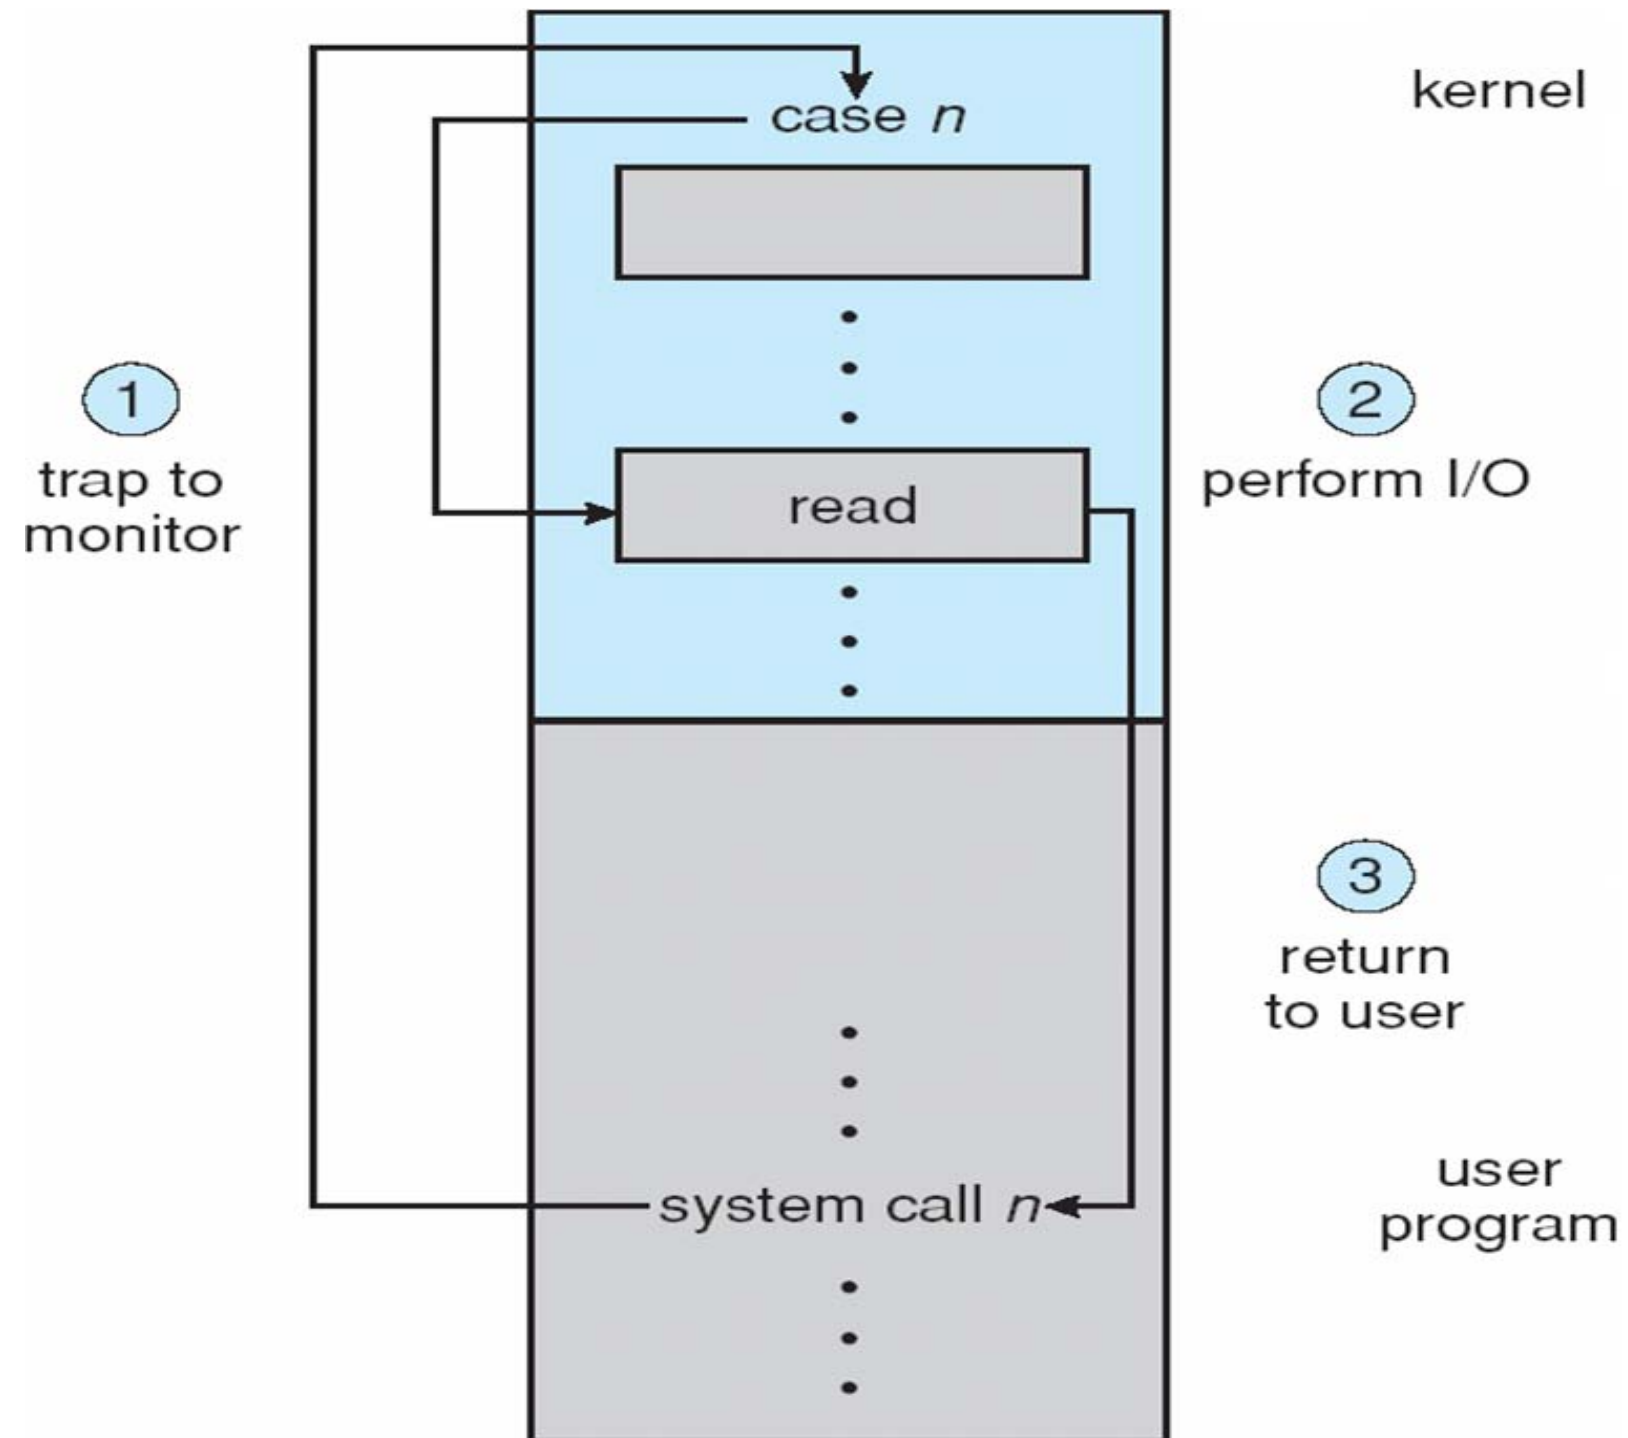 kernel
case n
1
trap to
monitor
2
perform I/O
read
3
return
to user
system call n
user
program